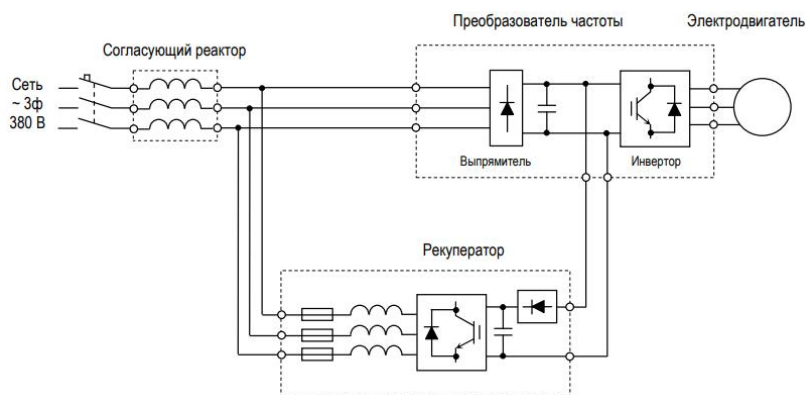 Преобразователь частоты
Электродвигатель
Согласующий реактор
Сеть
~ 3ф
380 В
Выпрямитель
Инвертор
Рекуператор